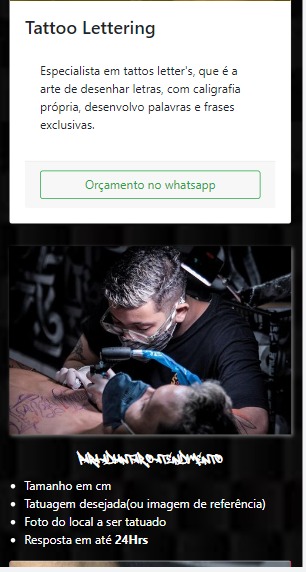 Tattoo Lettering
Especialista em tattos letter's, que é a
arte de desenhar letras, com caligrafia
própria, desenvolvo palavras e frases
exclusivas.
Orçamento no whatsapp
Tamanho em cm
Tatuagem desejada(ou imagem de referência)
Foto do local a ser tatuado
Resposta em até 24Hrs